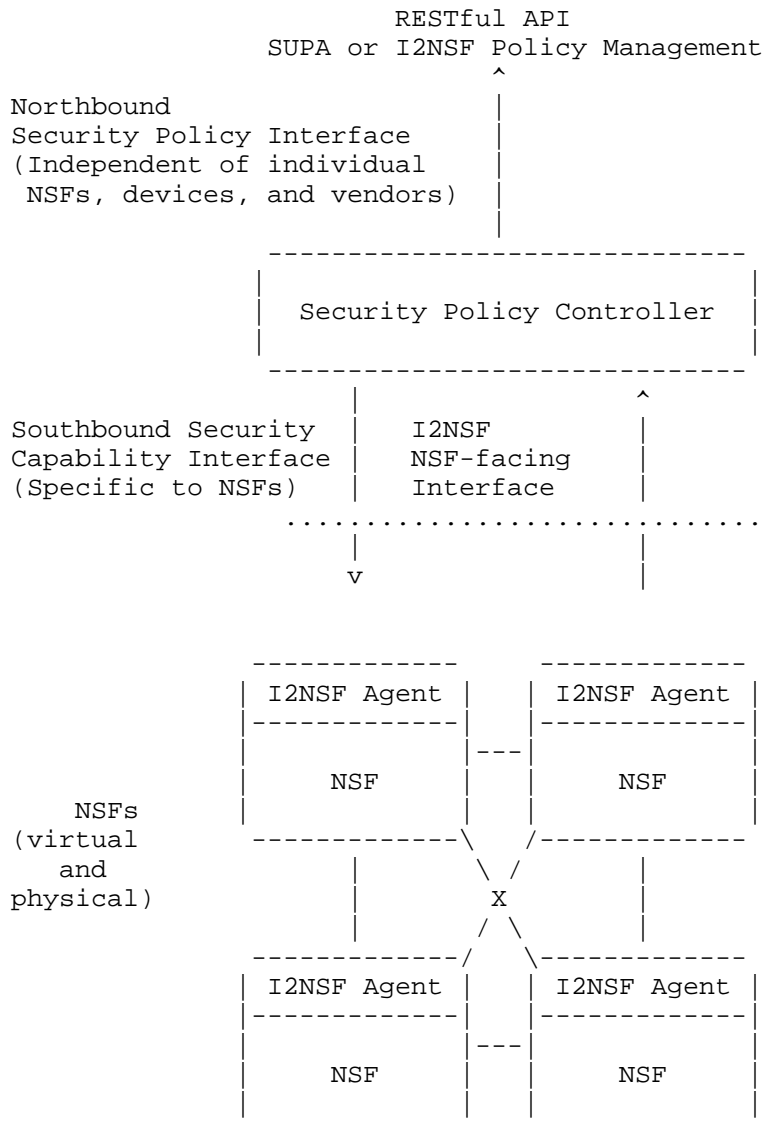 RESTful API
SUPA or I2NSF Policy Management
Northbound
Security Policy Interface
(Independent of individual
NSFs, devices, and vendors)
Security Policy Controller
Southbound Security
Capability Interface
(Specific to NSFs)
I2NSF
NSF-facing
Interface
I2NSF Agent
I2NSF Agent
NSF
NSF
NSFs
(virtual
and
physical)
X
I2NSF Agent
I2NSF Agent
NSF
NSF